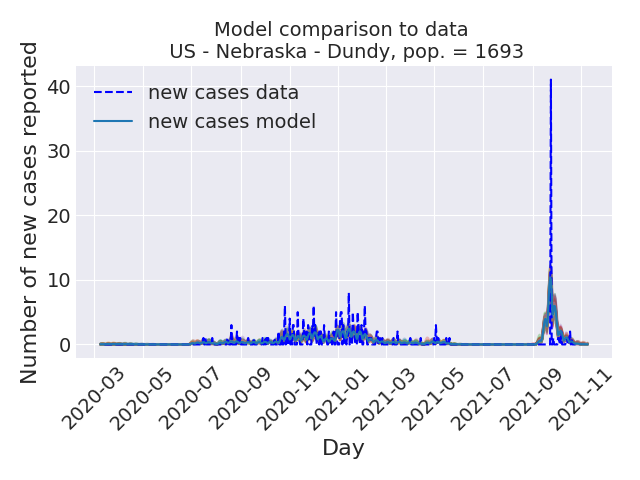 Model comparison to data
US - Nebraska - Dundy, pop. = 1693
Number of new cases reported
40
30
20
10
0
new cases data
new cases model
2020-03
2020-05
2020-07
2020-09
2020-11
2021-01
2021-03
2021-05
2021-07
2021-09
2021-11
Day